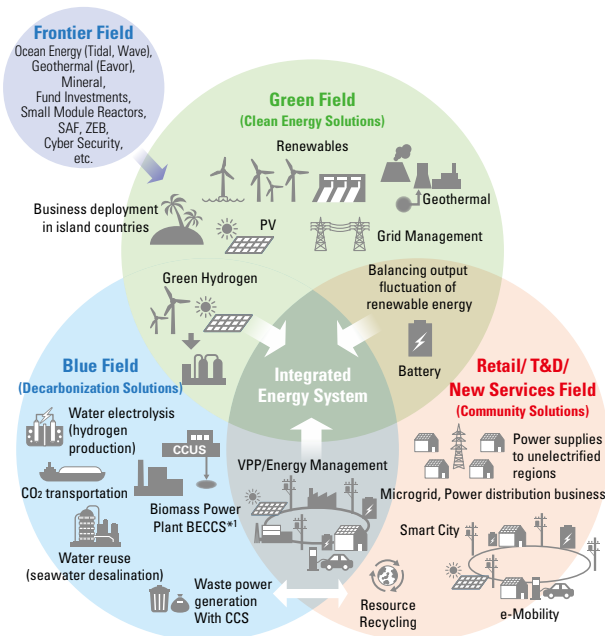 Frontier Field
Ocean Energy (Tidal, Wave),
Geothermal (Eavor),
Mineral,
Fund Investments,
Small Module Reactors,
SAF, ZEB,
Cyber Security,
etc.
Green Field
(Clean Energy Solutions)
Renewables
Geothermal
Business deployment
in island countries
PV
Grid Management
Green Hydrogen
Balancing output
fluctuation of
renewable energy
Battery
Integrated
Energy System
Blue Field
(Decarbonization Solutions)
Water electrolysis
(hydrogen
production)
CCUS
CO2 transportation
Biomass Power
Plant BECCS*1
Water reuse
(seawater desalination)
Waste power
generation
With CCS
VPP/Energy Management
Retail/ T&D/
New Services Field
(Community Solutions)
Power supplies
to unelectrified
regions
Microgrid, Power distribution business
Smart City
e-Mobility
Resource
Recycling